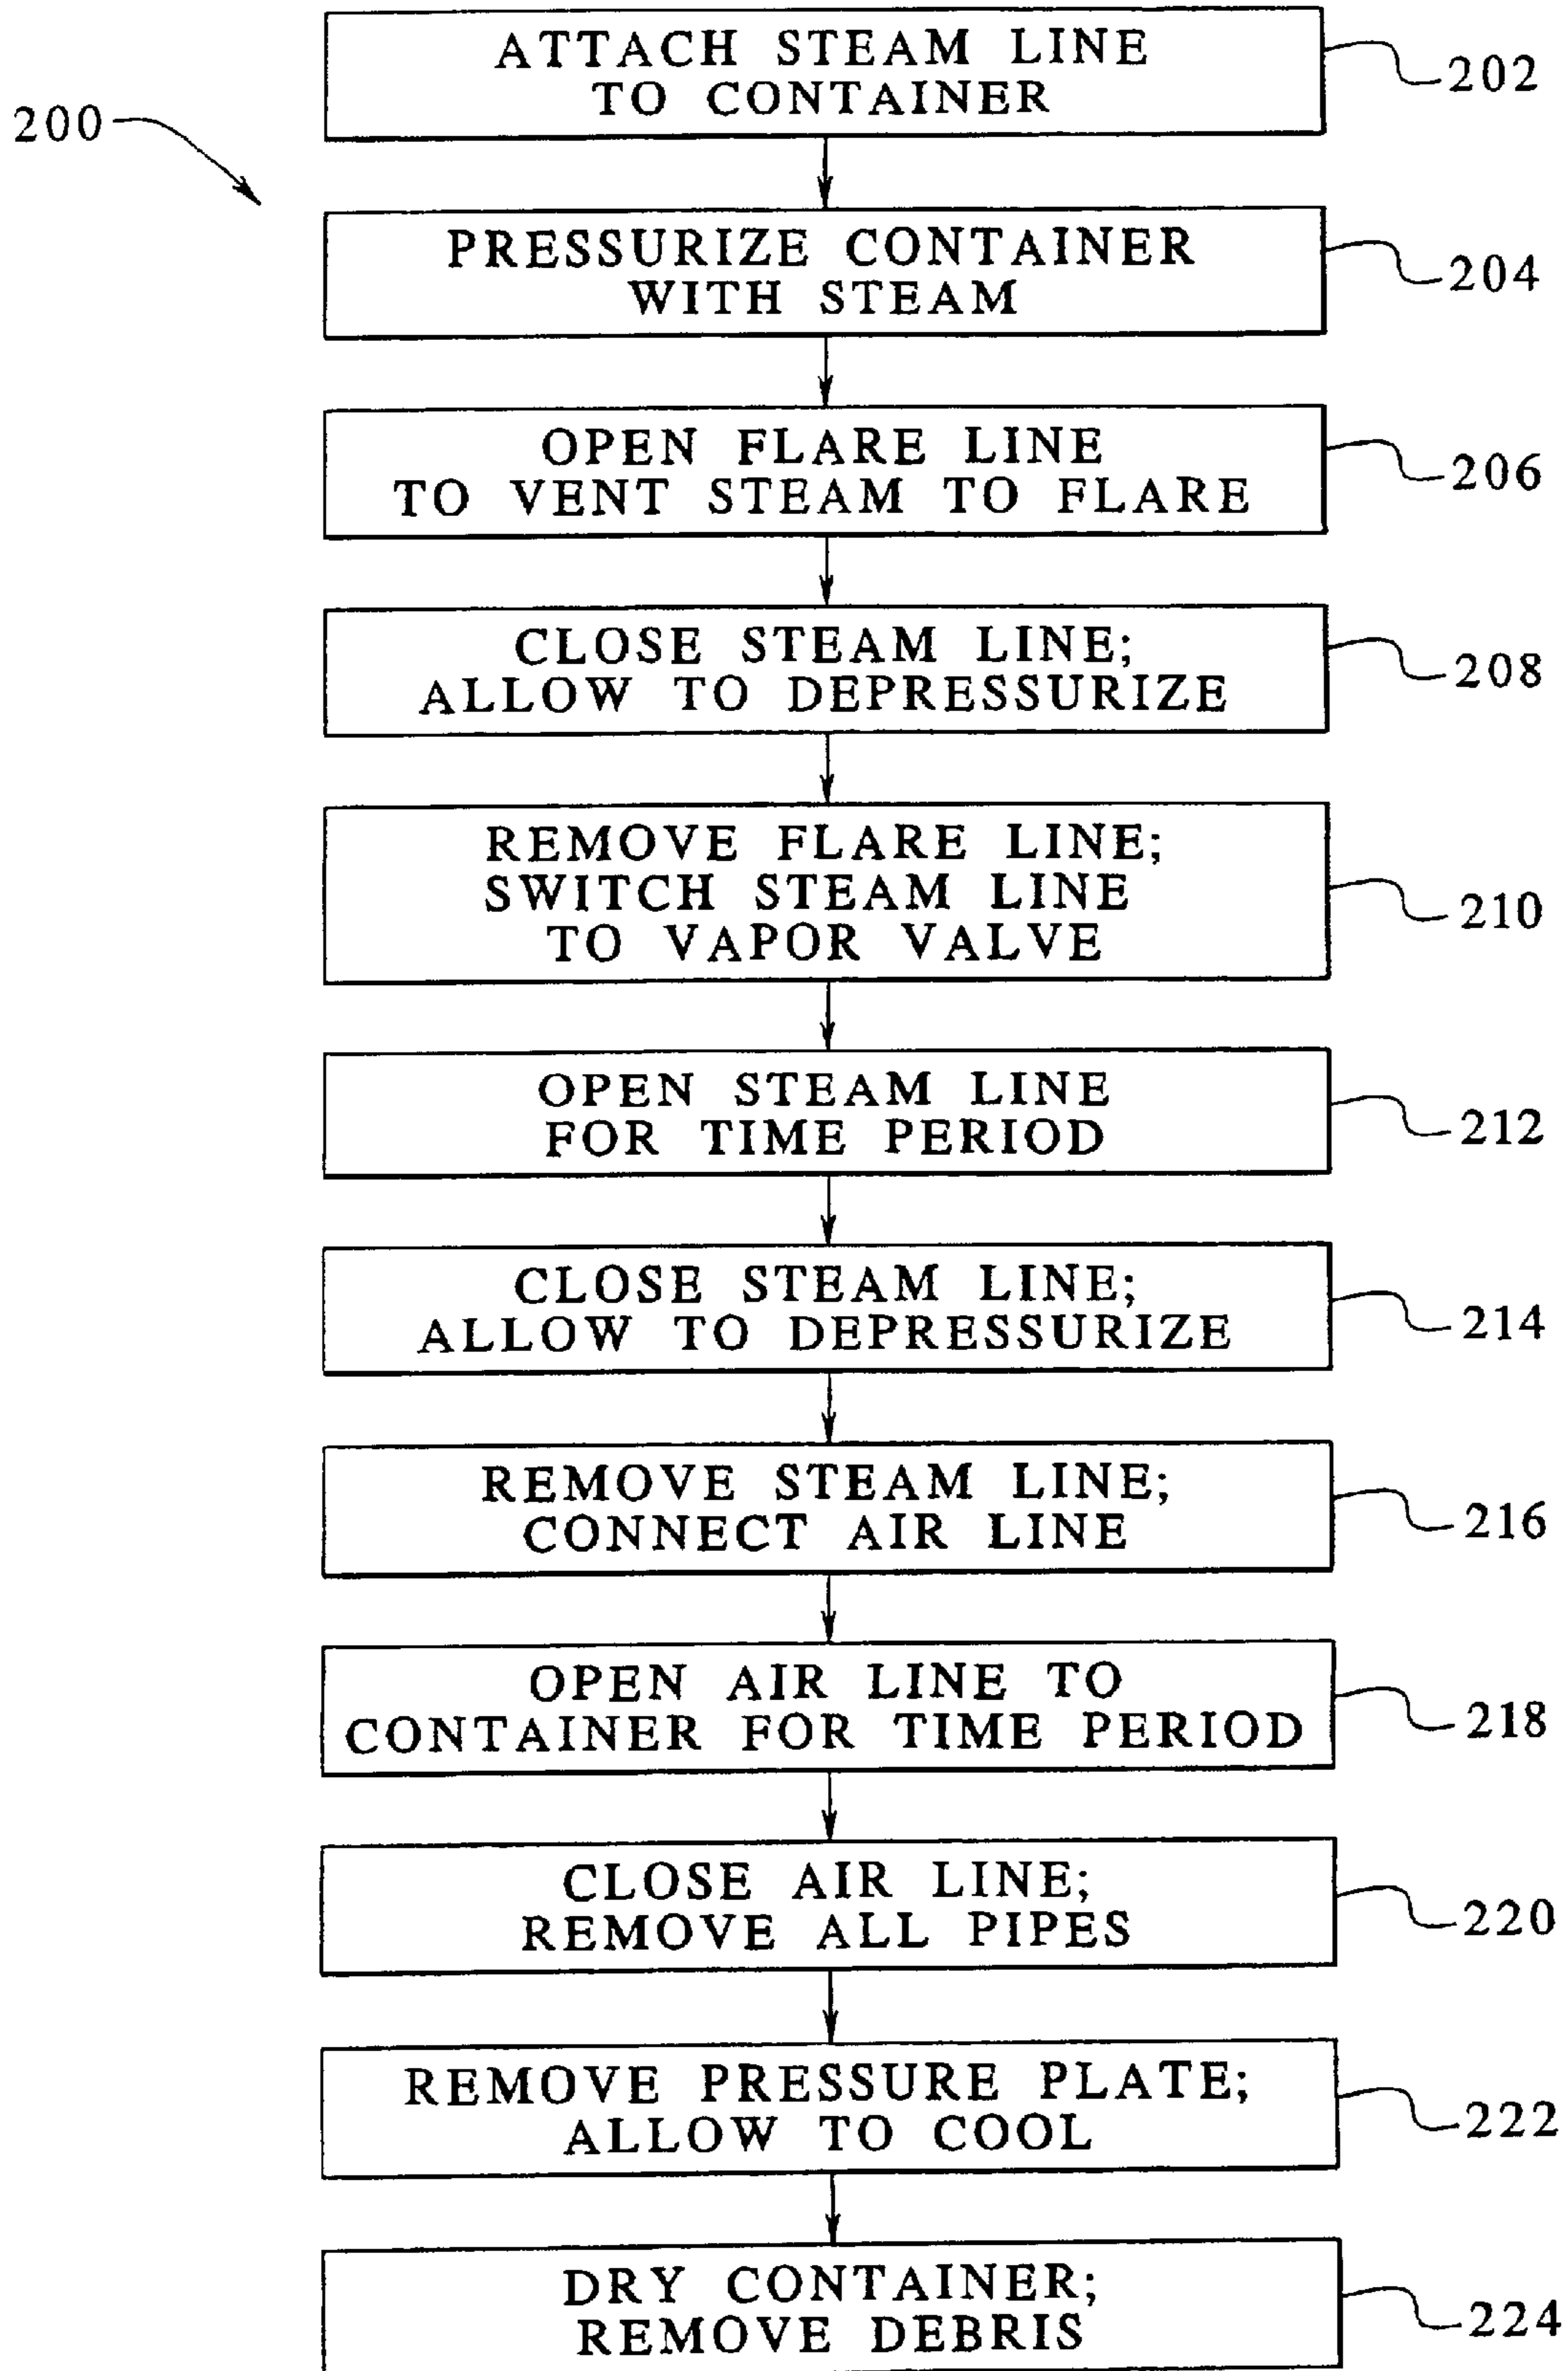 ATTACH STEAM LINE
TO CONTAINER
202
200
PRESSURIZE CONTAINER
WITH STEAM
204
OPEN FLARE LINE
TO VENT STEAM TO FLARE
206
CLOSE STEAM LINE;
ALLOW TO DEPRESSURIZE
208
REMOVE FLARE LINE;
SWITCH STEAM LINE
TO VAPOR VALVE
210
OPEN STEAM LINE
FOR TIME PERIOD
212
CLOSE STEAM LINE;
ALLOW TO DEPRESSURIZE
214
REMOVE STEAM LINE;
CONNECT AIR LINE
216
OPEN AIR LINE TO
CONTAINER FOR TIME PERIOD
218
CLOSE AIR LINE;
REMOVE ALL PIPES
220
REMOVE PRESSURE PLATE;
ALLOW TO COOL
222
DRY CONTAINER;
REMOVE DEBRIS
224